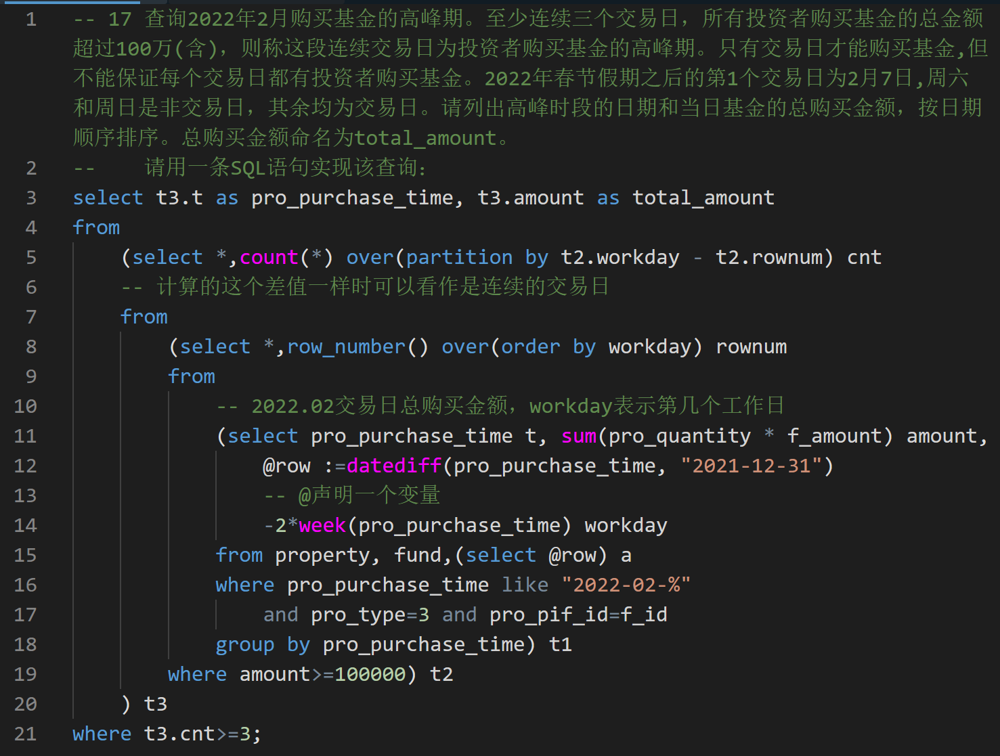 1 -- 17 查询2022年2月购买基金的高峰期。至少连续三个交易日，所有投资者购买基金的总金额
超过100万(含)，则称这段连续交易日为投资者购买基金的高峰期。只有交易日才能购买基金,但
不能保证每个交易日都有投资者购买基金。2022年春节假期之后的第1个交易日为2月7日,周六
和周日是非交易日，其余均为交易日。请列出高峰时段的日期和当日基金的总购买金额，按日期
顺序排序。总购买金额命名为total_amount。
2 --    请用一条SQL语句实现该查询：
3 select t3.t as pro_purchase_time, t3.amount as total_amount
4 from
5     (select *,count(*) over(partition by t2.workday - t2.rownum) cnt
6     -- 计算的这个差值一样时可以看作是连续的交易日
7     from
8         (select *,row_number() over(order by workday) rownum
9         from
10             -- 2022.02交易日总购买金额，workday表示第几个工作日
11             (select pro_purchase_time t, sum(pro_quantity * f_amount) amount,
12                 @row :=datediff(pro_purchase_time, "2021-12-31")
13                 -- @声明一个变量
14                 -2*week(pro_purchase_time) workday
15             from property, fund,(select @row) a
16             where pro_purchase_time like "2022-02-%"
17                 and pro_type=3 and pro_pif_id=f_id
18             group by pro_purchase_time) t1
19         where amount>=100000) t2
20     ) t3
21 where t3.cnt>=3;